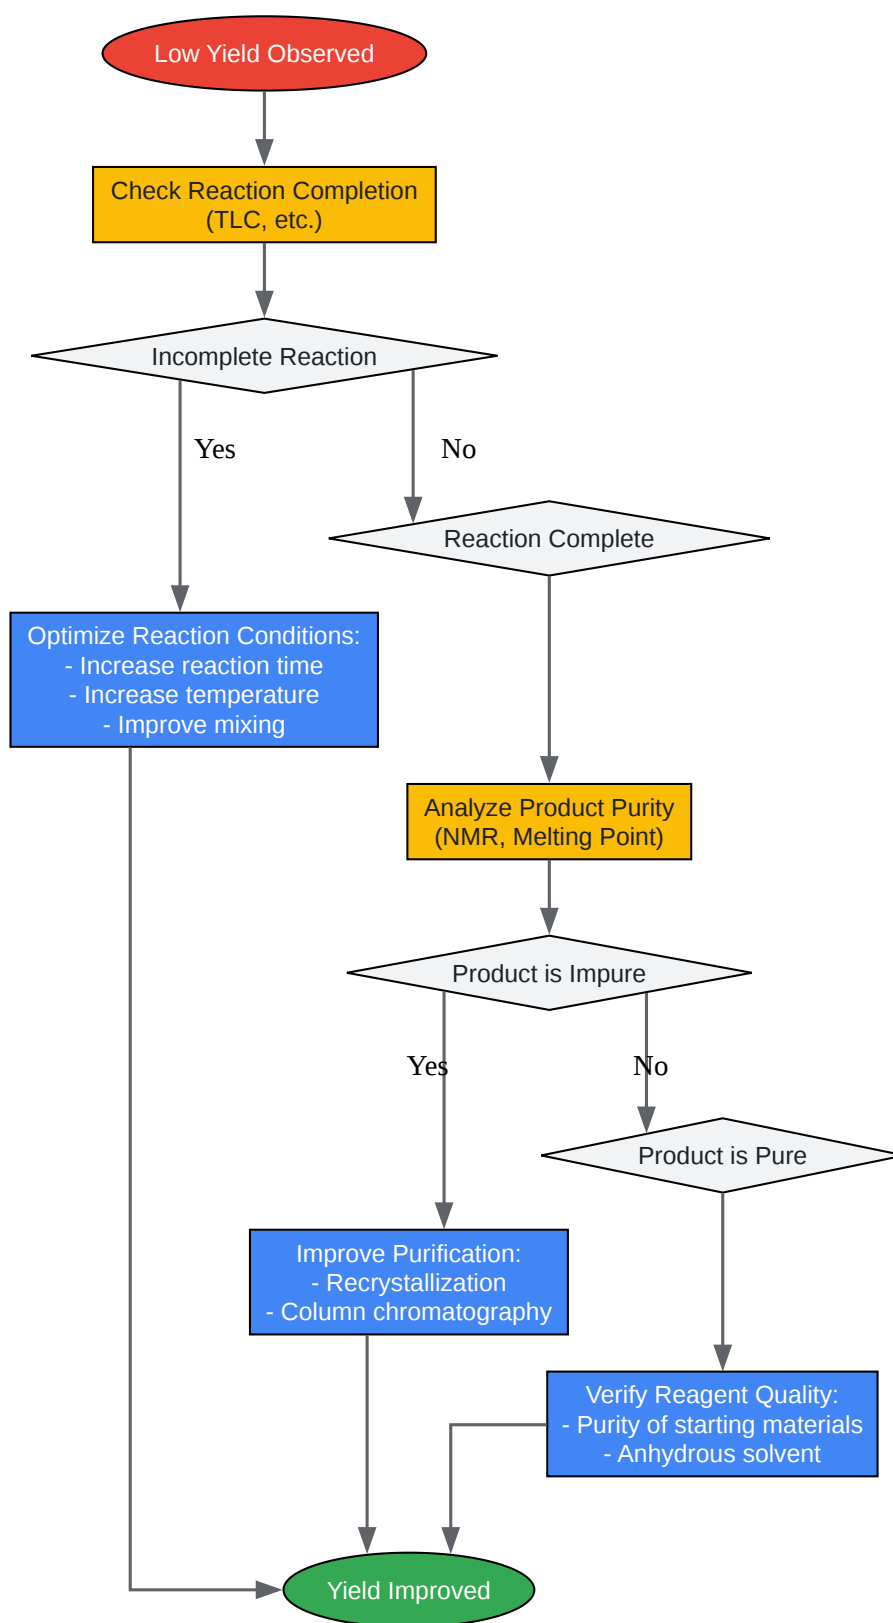 Low Yield Observed
Check Reaction Completion
(TLC, etc.)
Incomplete Reaction
Yes
No
Reaction Complete
Optimize Reaction Conditions:
- Increase reaction time
- Increase temperature
- Improve mixing
Analyze Product Purity
(NMR, Melting Point)
Product is Impure
Yes
No
Product is Pure
Improve Purification:
- Recrystallization
- Column chromatography
Verify Reagent Quality:
- Purity of starting materials
- Anhydrous solvent
Yield Improved